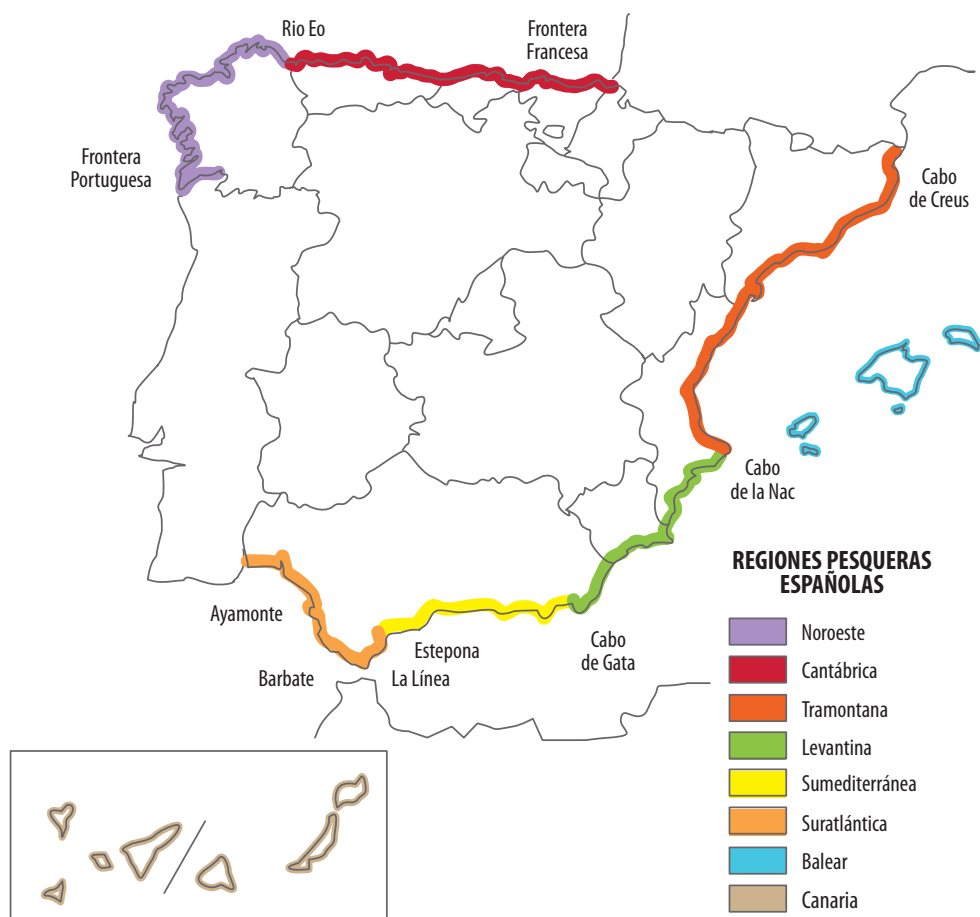 Rio Eo
Frontera
Francesa
Frontera
Portuguesa
Cabo
de Creus
Cabo
de la Nac
Ayamonte
Barbate
Estepona
La Línea
Cabo
de Gata
REGIONES PESQUERAS
ESPAÑOLAS
Noroeste
Cantábrica
Tramontana
Levantina
Sumediterránea
Suratlántica
Balear
Canaria